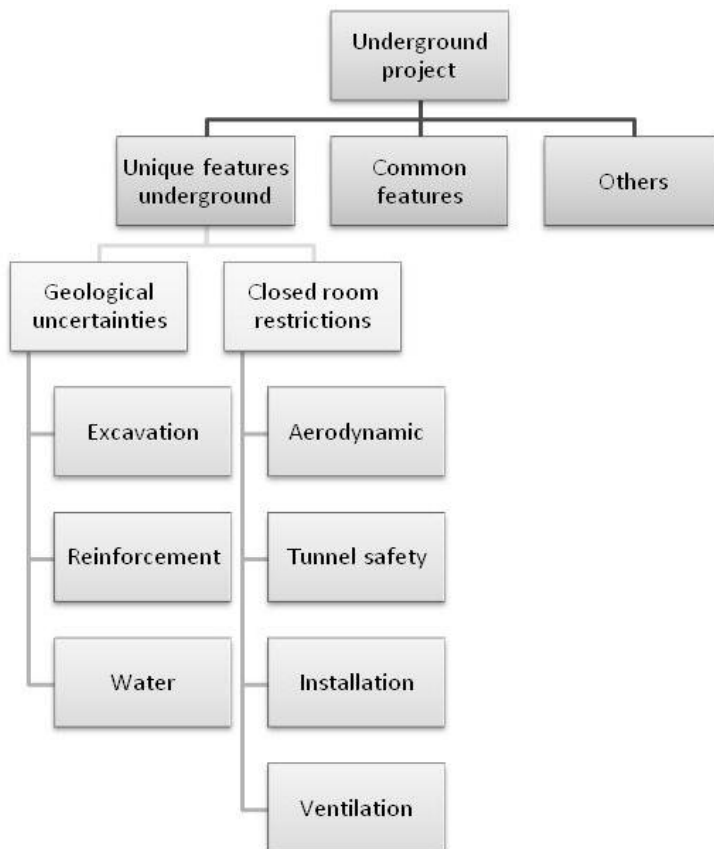 Underground
project
Unique features
underground
Common
features
Others
Geological
uncertainties
Closed room
restrictions
Excavation
Aerodynamic
Reinforcement
Tunnel safety
Water
Installation
Ventilation